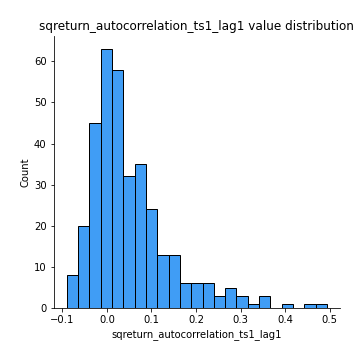 sqreturn_autocorrelation_ts1_lag1 value distribution
60
50
40
30
20
10
0
Count
−0.1 0.0 0.1 0.2 0.3 0.4 0.5
sqreturn_autocorrelation_ts1_lag1